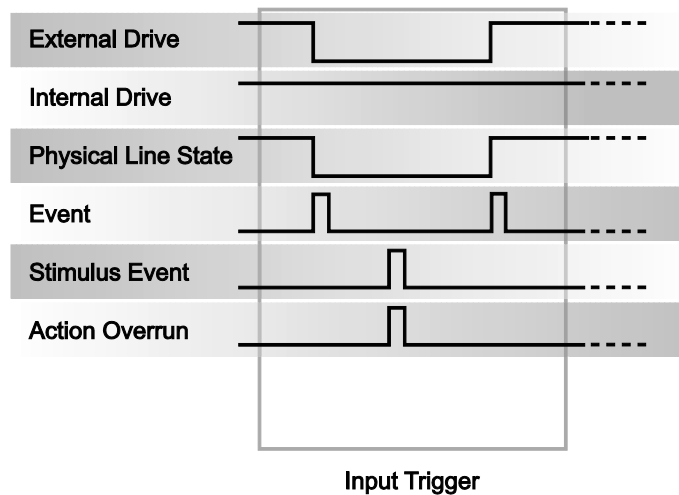 External Drive
Internal Drive
Physical Line State
Event
Stimulus Event
Action Overrun
Input Trigger